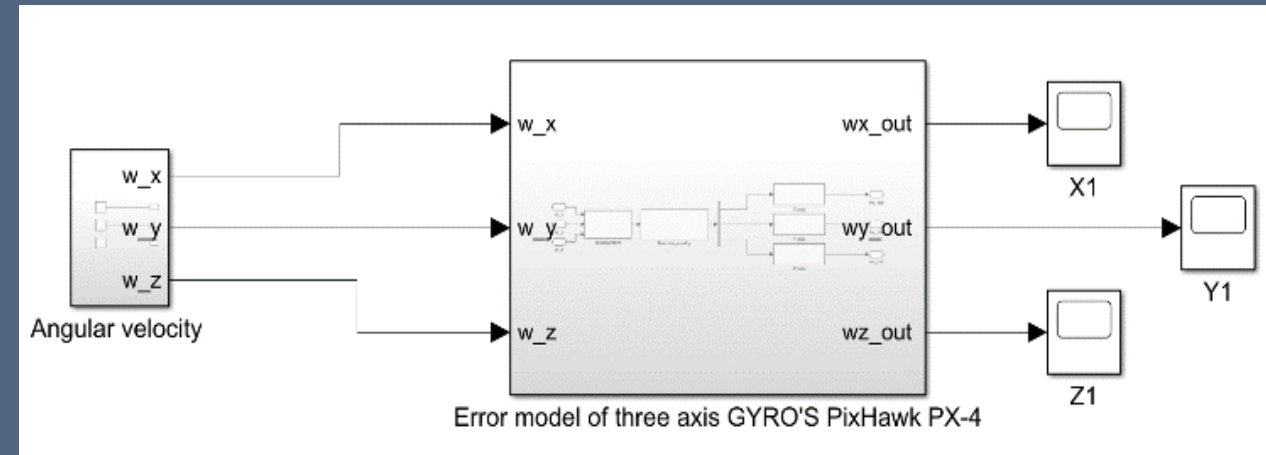 w_x
w_y
w_z
Angular velocity
w_x
w_y
w_z
wx_out
wy_out
wz_out
Error model of three axis GYRO'S PixHawk PX-4
X1
Y1
Z1